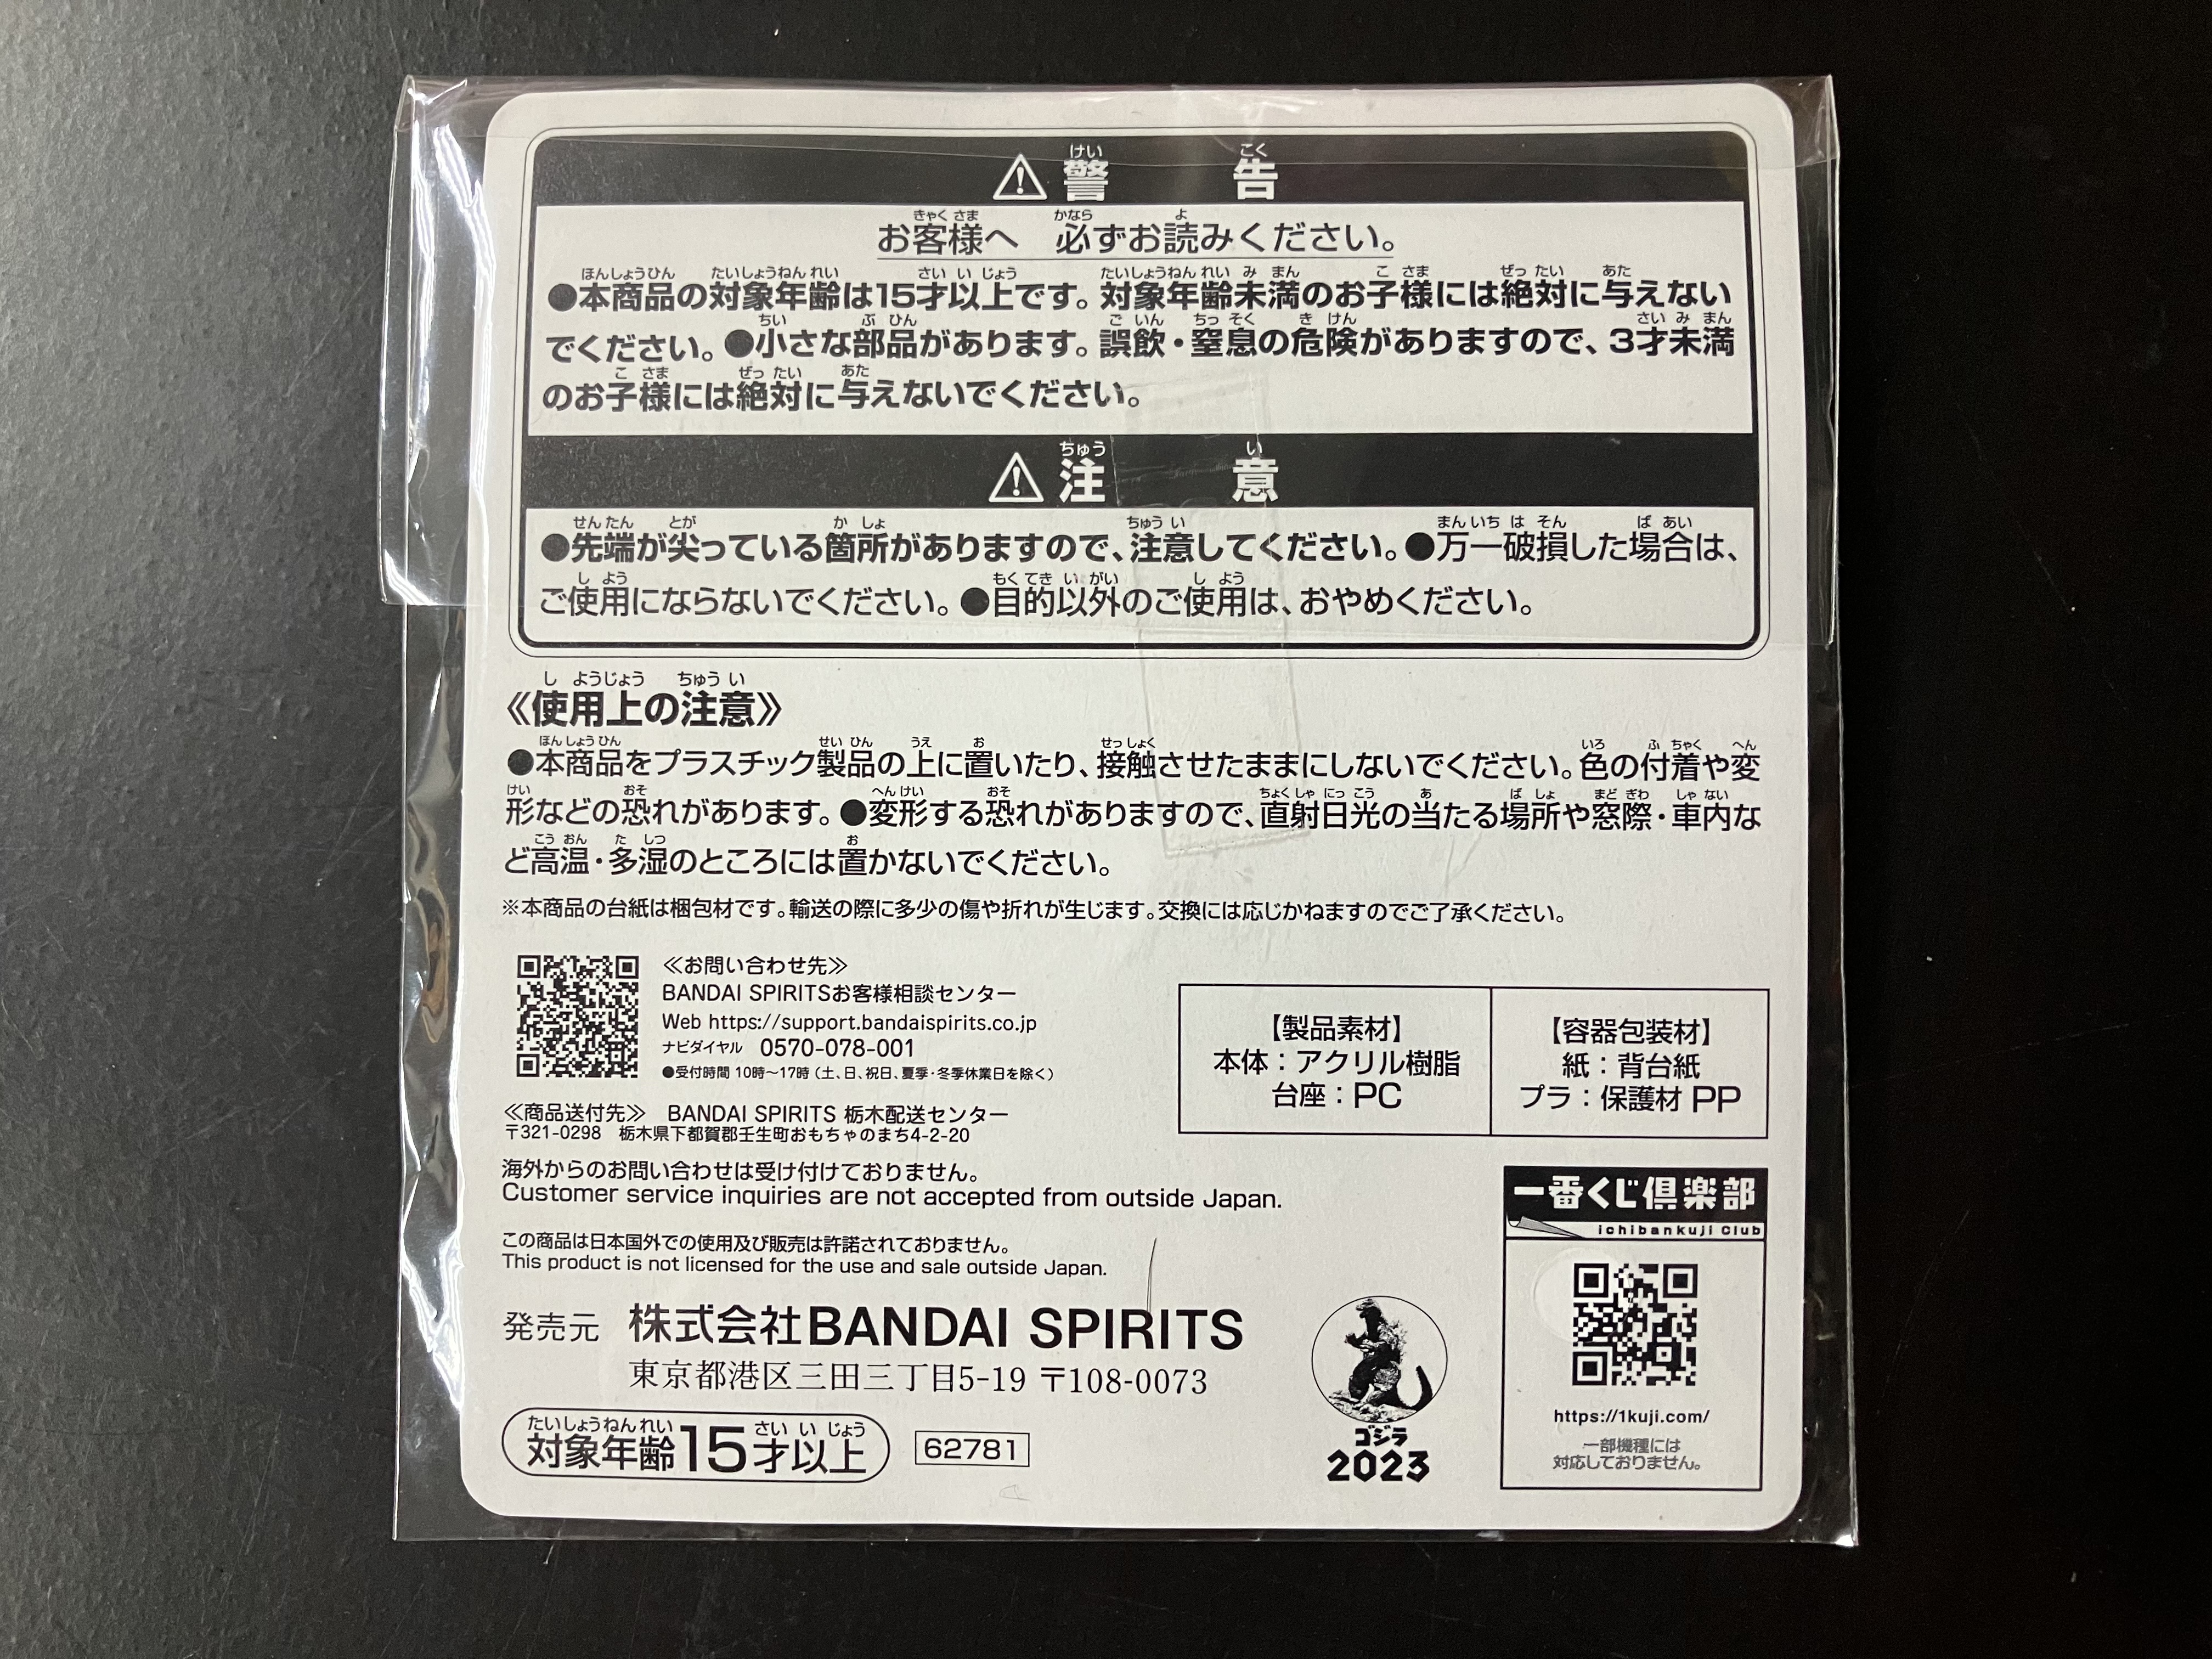 ⚠警告
お客様へ 必ずお読みください。
●本商品の対象年齢は15才以上です。対象年齢未満のお子様には絶対に与えない
でください。●小さな部品があります。誤飲・窒息の危険がありますので、3才未満
のお子様には絶対に与えないでください。
⚠注意
●先端が尖っている箇所がありますので、注意してください。●万一破損した場合は、
ご使用にならないでください。●目的以外のご使用は、おやめください。
《使用上の注意》
●本商品をプラスチック製品の上に置いたり、接触させたままにしないでください。色の付着や変
形などの恐れがあります。●変形する恐れがありますので、直射日光の当たる場所や窓際・車内な
ど高温・多湿のところには置かないでください。
※本商品の台紙は梱包材です。輸送の際に多少の傷や折れが生じます。交換には応じかねますのでご了承ください。
≪お問い合わせ先≫
BANDAI SPIRITSお客様相談センター
Web https://support.bandaispirits.co.jp
ナビダイヤル 0570-078-001
●受付時間 10時～17時(土、日、祝日、夏季・冬季休業日を除く)
≪商品送付先≫ BANDAI SPIRITS 栃木配送センター
〒321-0298 栃木県下都賀郡壬生町おもちゃのまち4-2-20
【製品素材】
本体：アクリル樹脂
台座：PC
【容器包装材】
紙：背台紙
プラ：保護材 PP
海外からのお問い合わせは受け付けておりません。
Customer service inquiries are not accepted from outside Japan.
この商品は日本国外での使用及び販売は許諾されておりません。
This product is not licensed for the use and sale outside Japan.
発売元 株式会社BANDAI SPIRITS
東京都港区三田三丁目5-19 〒108-0073
対象年齢15才以上
62781
ゴジラ
2023
一番くじ倶楽部
ichibankuji Club
https://1kuji.com/
一部機種には
対応しておりません。